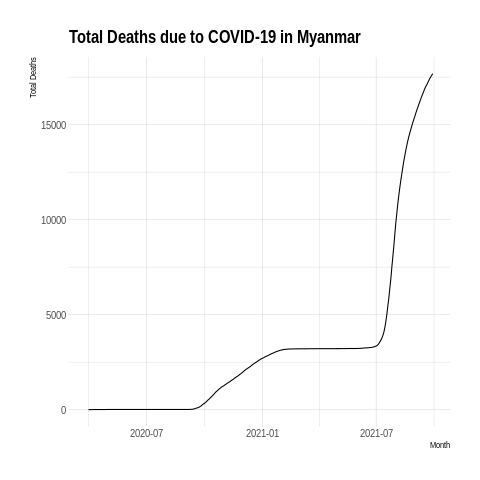 Total Deaths due to COVID-19 in Myanmar
Total Deaths
15000
10000
5000
0
2020-07 2021-01 2021-07
Month